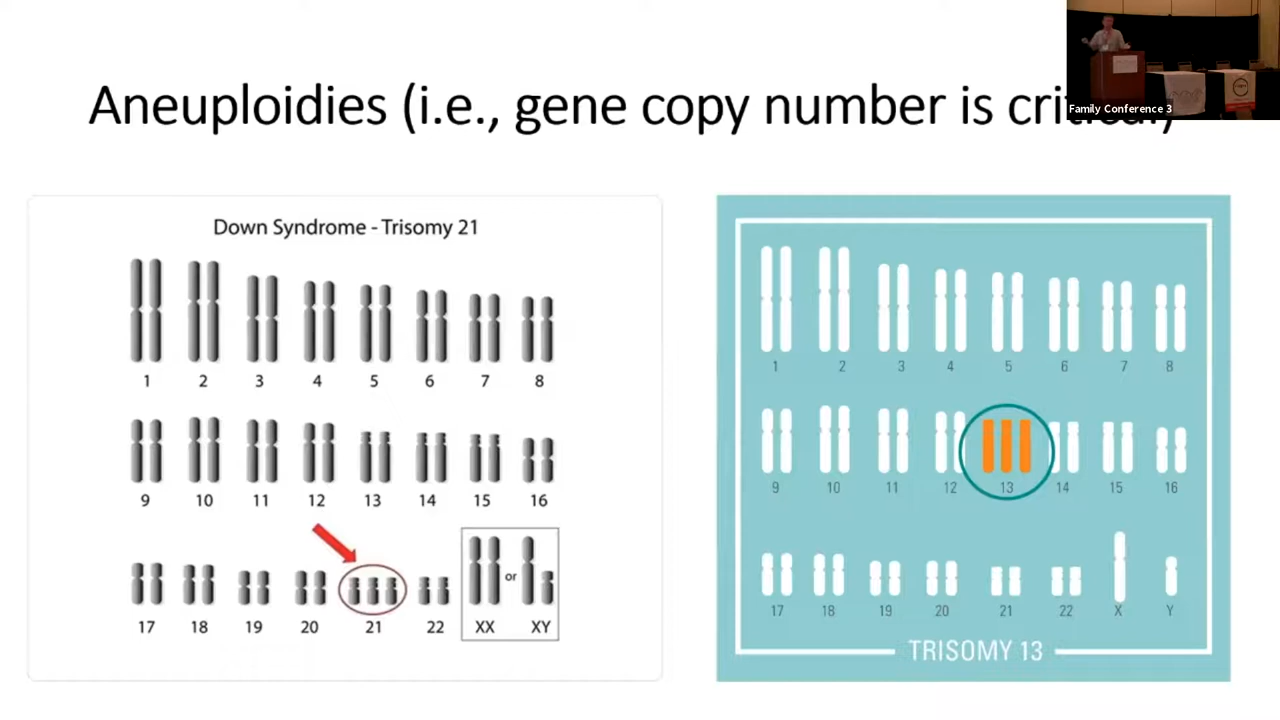 Aneuploidies (i.e., gene copy number is critical)
Family Conference 3
Down Syndrome - Trisomy 21
1 2 3 4 5 6 7 8
9 10 11 12 13 14 15 16
or
17 18 19 20 21 22 XX XY
1 2 3 4 5 6 7 8
9 10 11 12 13 14 15 16
17 18 19 20 21 22 X Y
TRISOMY 13